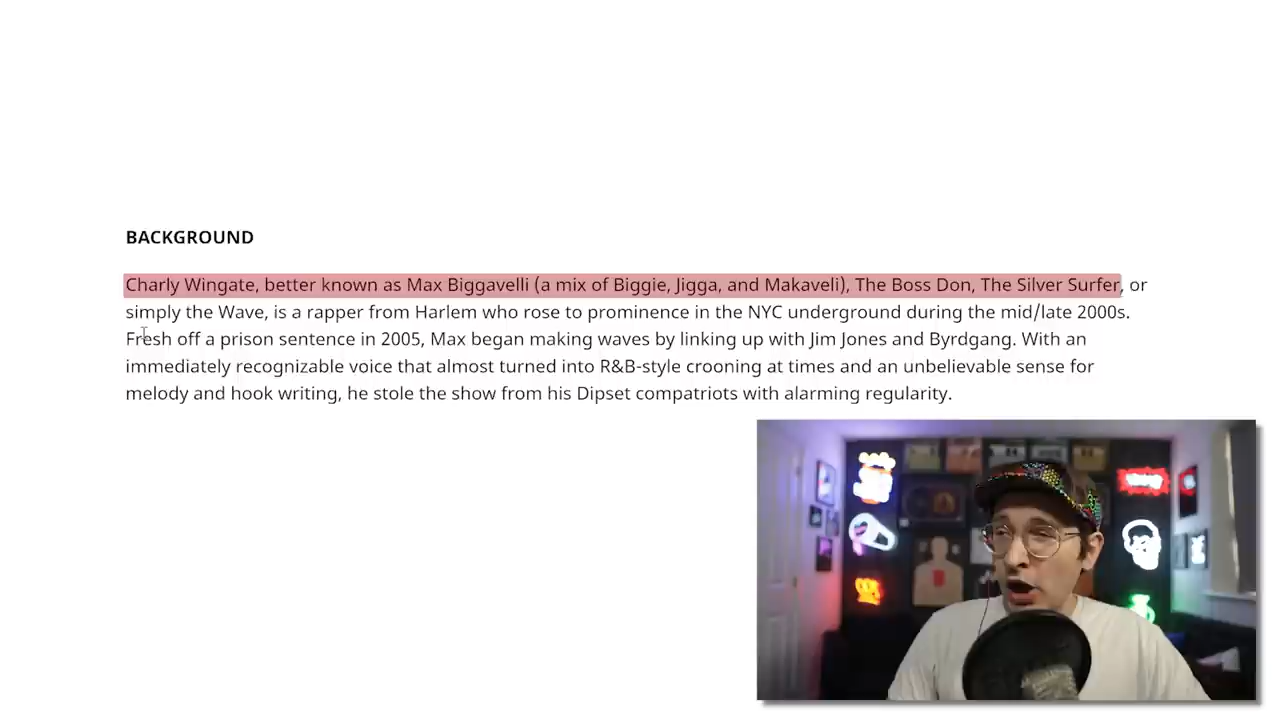 BACKGROUND
Charly Wingate, better known as Max Biggavelli (a mix of Biggie, Jigga, and Makaveli), The Boss Don, The Silver Surfer, or
simply the Wave, is a rapper from Harlem who rose to prominence in the NYC underground during the mid/late 2000s.
Fresh off a prison sentence in 2005, Max began making waves by linking up with Jim Jones and Byrdgang. With an
immediately recognizable voice that almost turned into R&B-style crooning at times and an unbelievable sense for
melody and hook writing, he stole the show from his Dipset compatriots with alarming regularity.